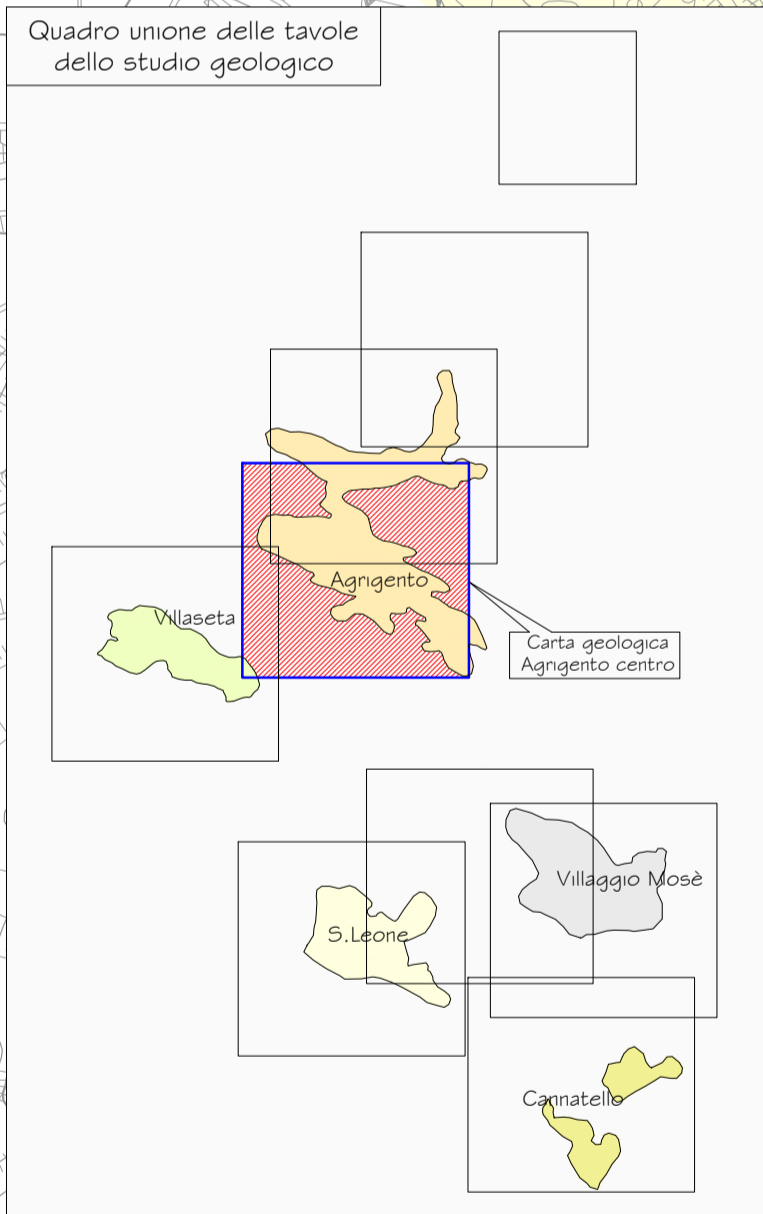 Quadro unione delle tavole
dello studio geologico
Agrigento
Villaseta
Carta geologica
Agrigento centro
Villaggio Mosè
S.Leone
Cannatello